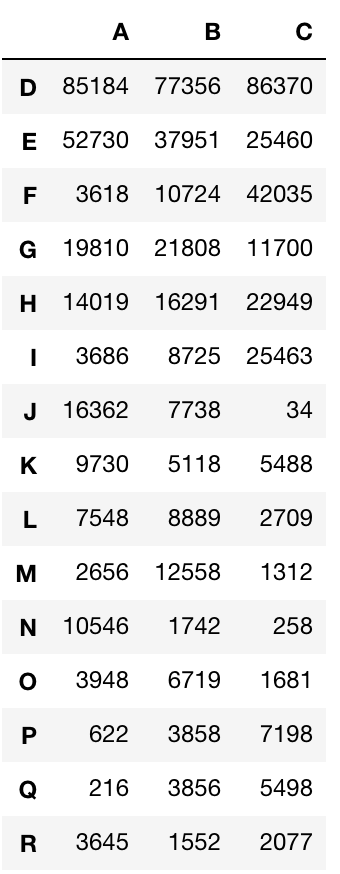 A B C
D 85184 77356 86370
E 52730 37951 25460
F 3618 10724 42035
G 19810 21808 11700
H 14019 16291 22949
I 3686 8725 25463
J 16362 7738 34
K 9730 5118 5488
L 7548 8889 2709
M 2656 12558 1312
N 10546 1742 258
O 3948 6719 1681
P 622 3858 7198
Q 216 3856 5498
R 3645 1552 2077